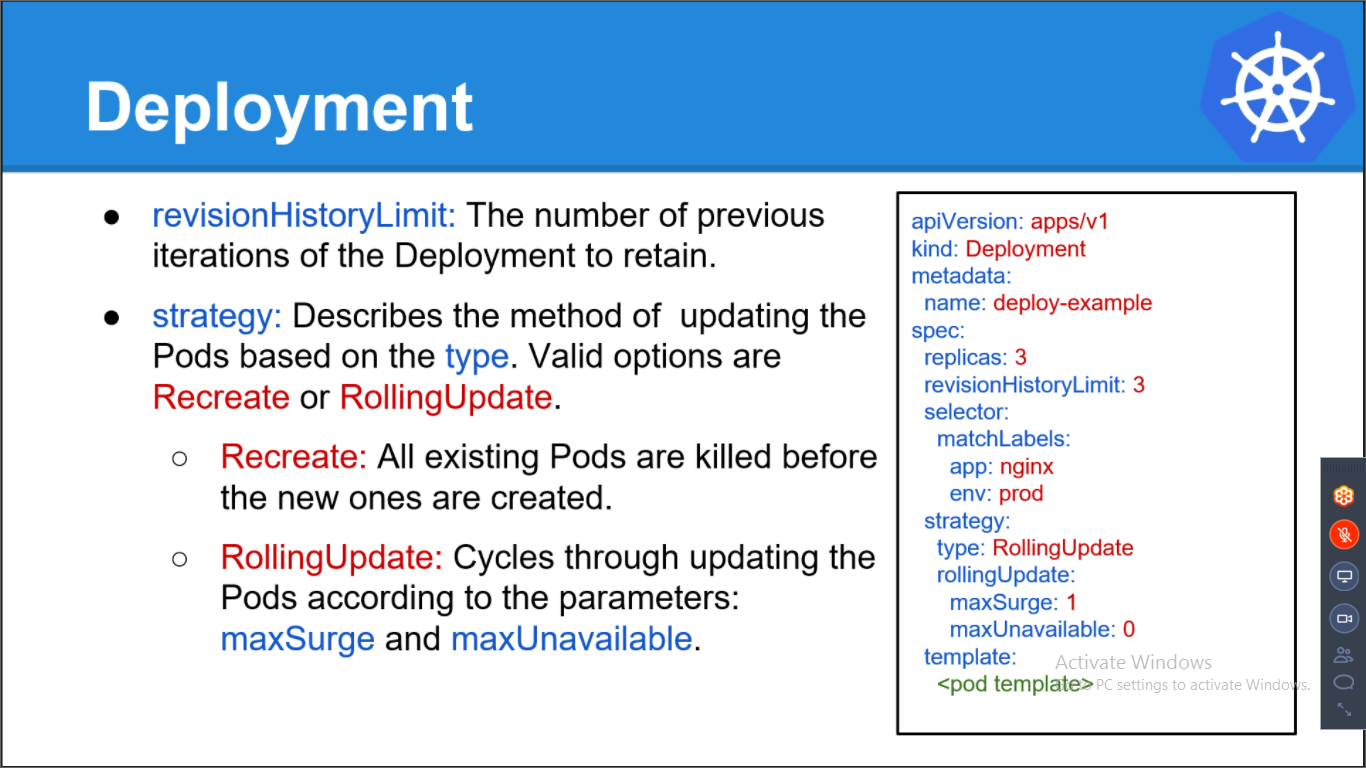 Deployment
● revisionHistoryLimit: The number of previous
iterations of the Deployment to retain.
● strategy: Describes the method of  updating the
Pods based on the type. Valid options are
Recreate or RollingUpdate.
○ Recreate: All existing Pods are killed before
the new ones are created.
○ RollingUpdate: Cycles through updating the
Pods according to the parameters:
maxSurge and maxUnavailable.
apiVersion: apps/v1
kind: Deployment
metadata:
  name: deploy-example
spec:
  replicas: 3
  revisionHistoryLimit: 3
  selector:
    matchLabels:
      app: nginx
      env: prod
  strategy:
    type: RollingUpdate
    rollingUpdate:
      maxSurge: 1
      maxUnavailable: 0
  template:
    <pod template>
Activate Windows
PC settings to activate Windows.